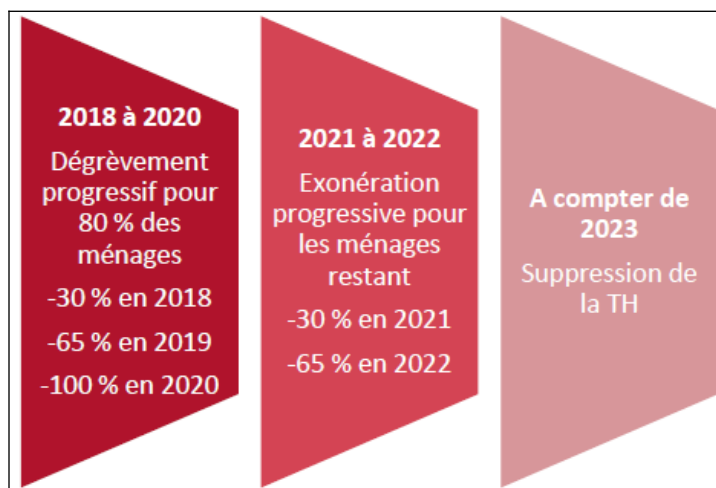 2018 à 2020
Dégrèvement
progressif pour
80 % des
ménages
-30 % en 2018
-65 % en 2019
-100 % en 2020
2021 à 2022
Exonération
progressive pour
les ménages
restant
-30 % en 2021
-65 % en 2022
A compter de
2023
Suppression de
la TH